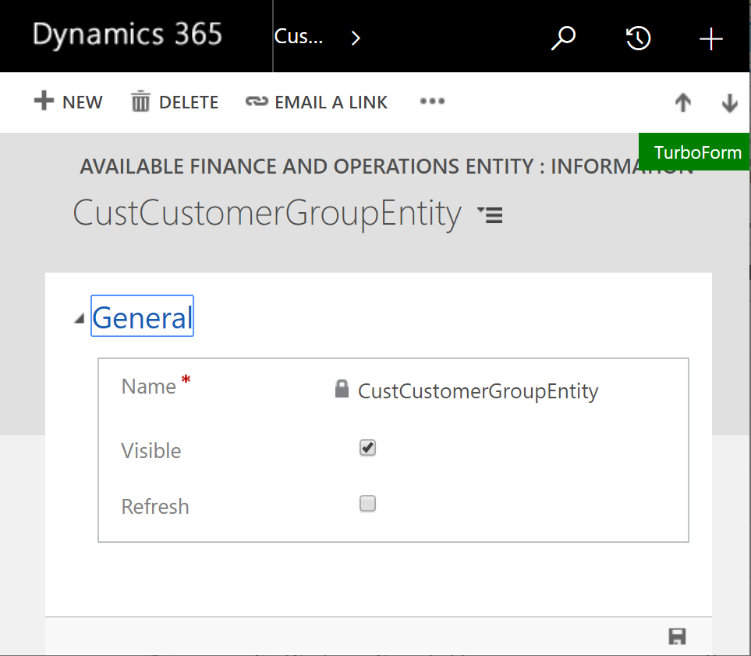 Dynamics 365 Cus...
NEW DELETE EMAIL A LINK
TurboForm
AVAILABLE FINANCE AND OPERATIONS ENTITY : INFORMATION
CustCustomerGroupEntity
General
Name * CustCustomerGroupEntity
Visible
Refresh